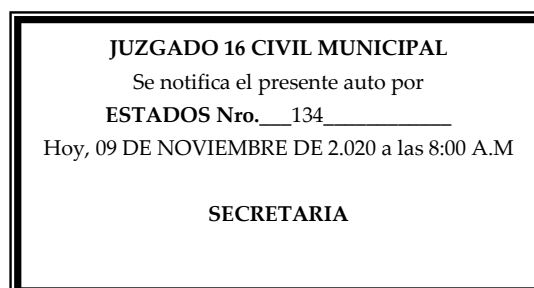 JUZGADO 16 CIVIL MUNICIPAL
Se notifica el presente auto por
ESTADOS Nro.___134____________
Hoy, 09 DE NOVIEMBRE DE 2.020 a las 8:00 A.M
SECRETARIA